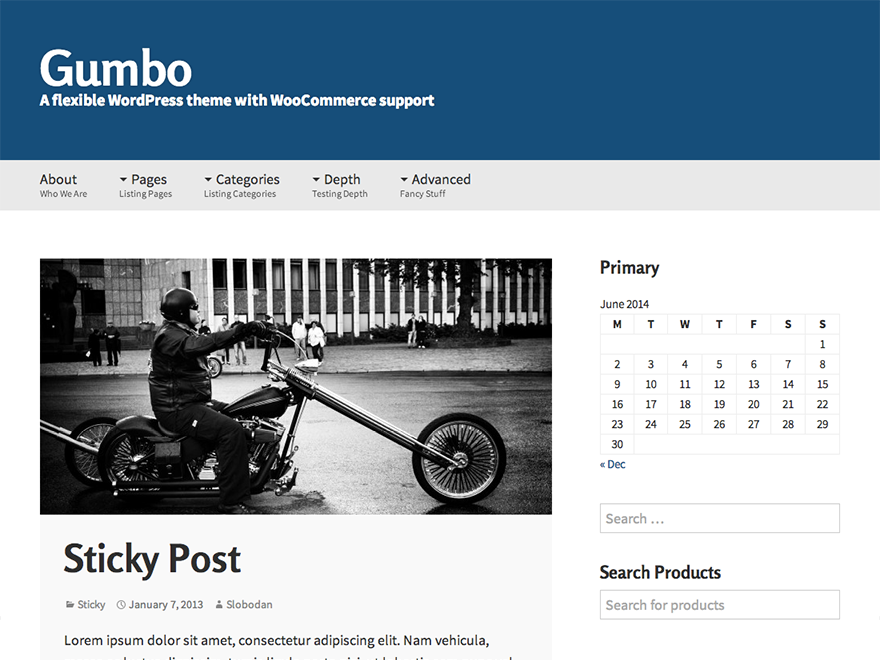 Gumbo
A flexible WordPress theme with WooCommerce support
About Pages Categories Depth Advanced
Who We Are Listing Pages Listing Categories Testing Depth Fancy Stuff
Sticky Post
Sticky January 7, 2013 Slobodan
Lorem ipsum dolor sit amet, consectetur adipiscing elit. Nam vehicula,
Primary
June 2014
M T W T F S S
1
2 3 4 5 6 7 8
9 10 11 12 13 14 15
16 17 18 19 20 21 22
23 24 25 26 27 28 29
30
« Dec
Search …
Search Products
Search for products